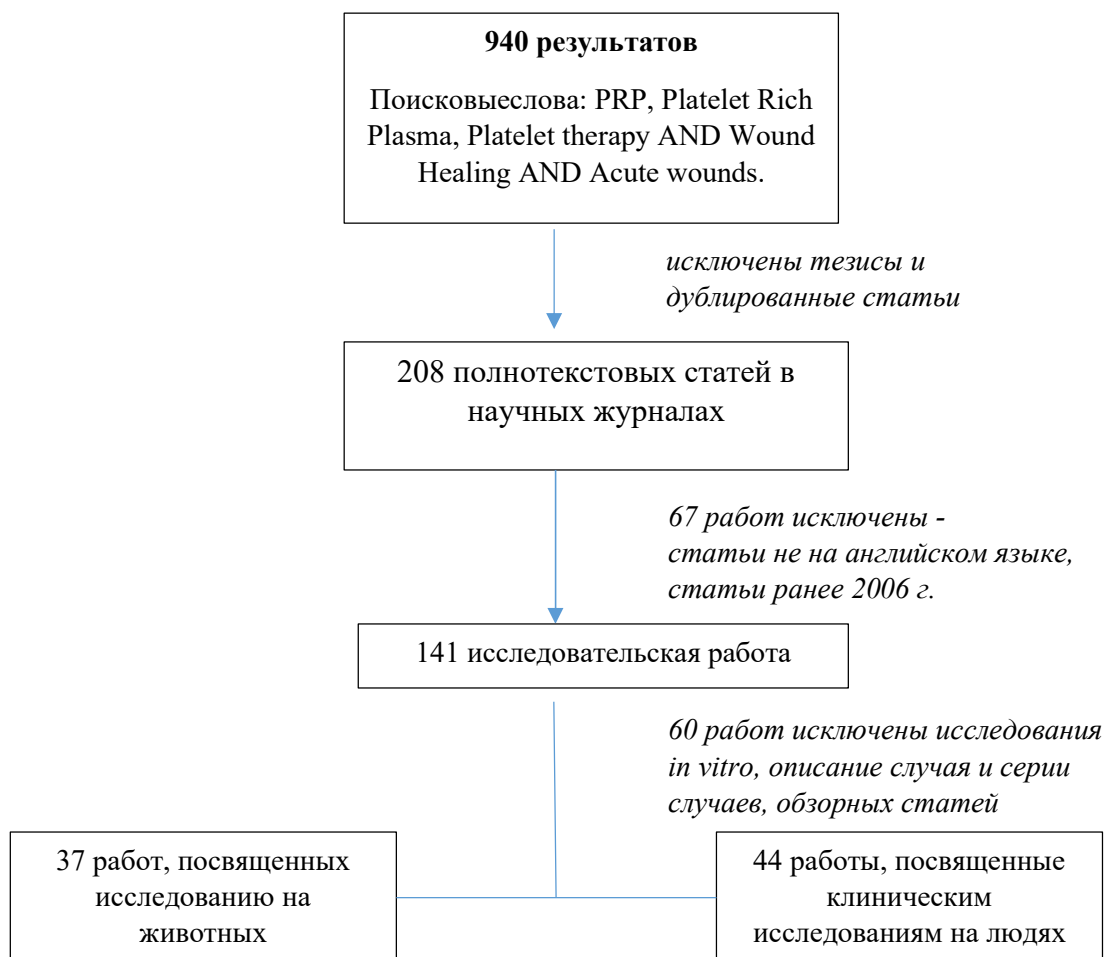 940 результатов
Поисковыеслова: PRP, Platelet Rich
Plasma, Platelet therapy AND Wound
Healing AND Acute wounds.
исключены тезисы и
дублированные статьи
208 полнотекстовых статей в
научных журналах
67 работ исключены -
статьи не на английском языке,
статьи ранее 2006 г.
141 исследовательская работа
60 работ исключены исследования
in vitro, описание случая и серии
случаев, обзорных статей
37 работ, посвященных
исследованию на
животных
44 работы, посвященные
клиническим
исследованиям на людях